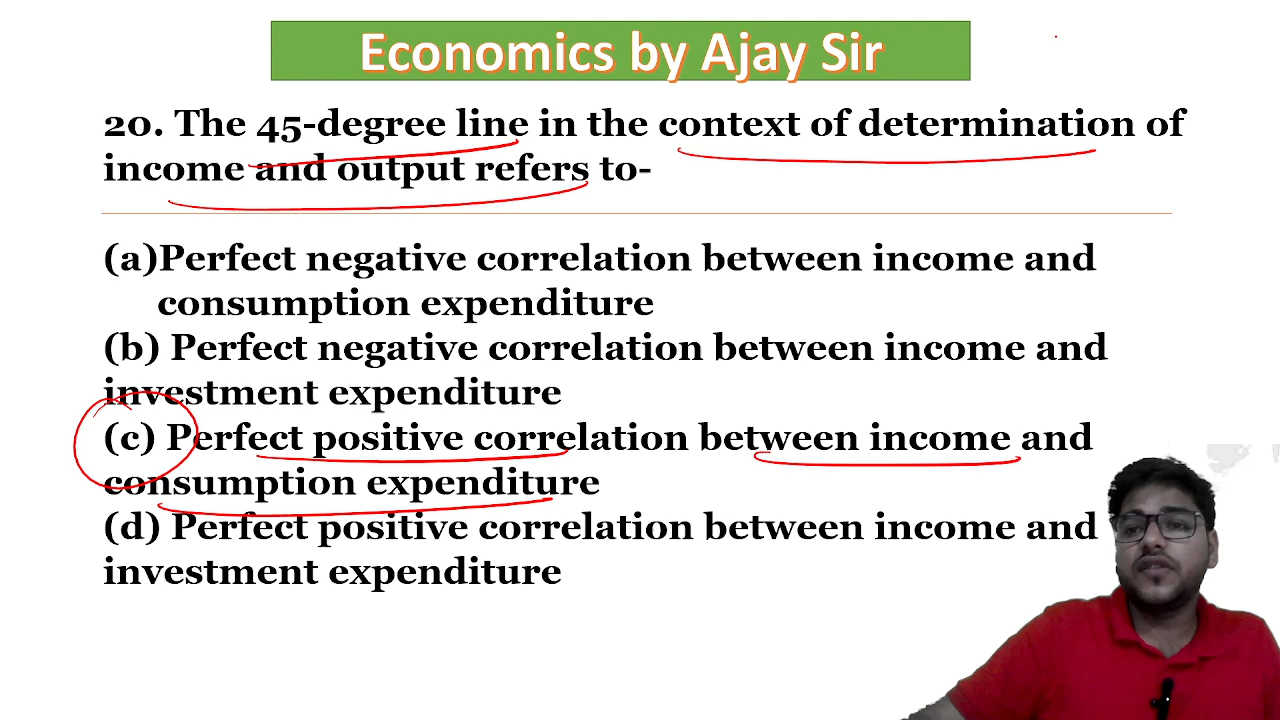 Economics by Ajay Sir
20. The 45-degree line in the context of determination of
income and output refers to-
(a)Perfect negative correlation between income and
consumption expenditure
(b) Perfect negative correlation between income and
investment expenditure
(c) Perfect positive correlation between income and
consumption expenditure
(d) Perfect positive correlation between income and
investment expenditure